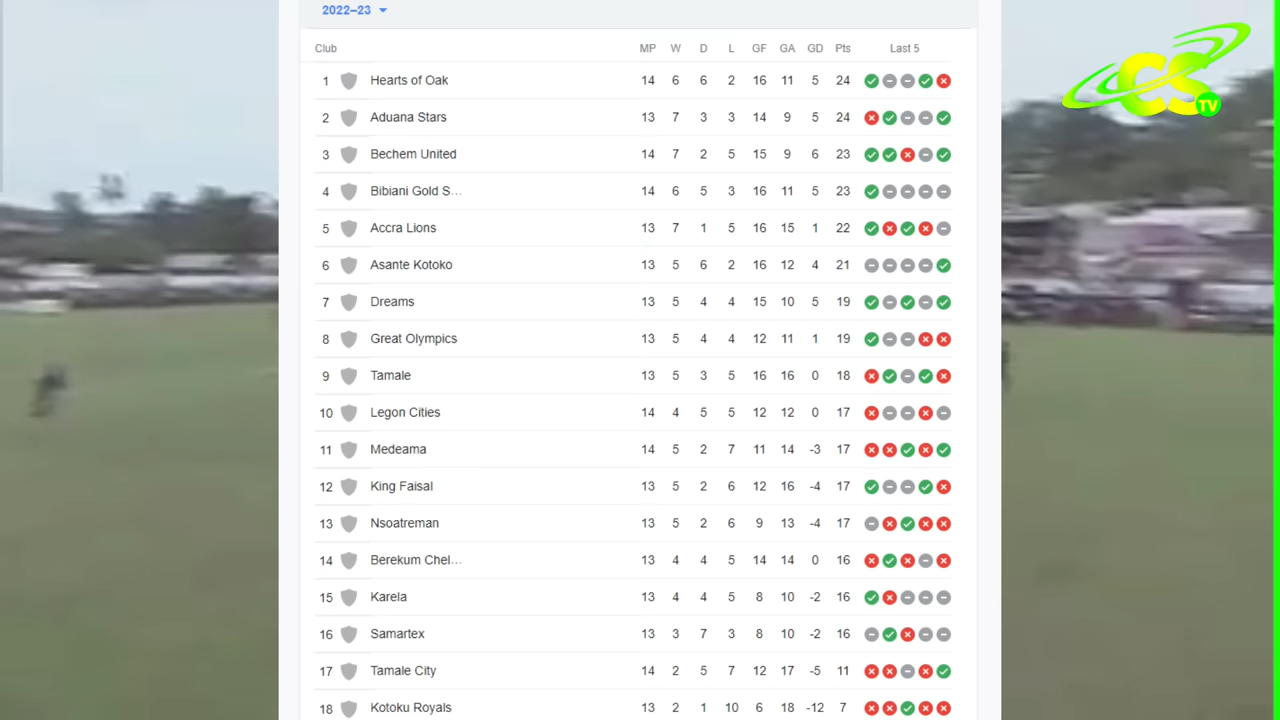 2022–23
CS
TV
Club MP W D L GF GA GD Pts Last 5
1 Hearts of Oak 14 6 6 2 16 11 5 24
2 Aduana Stars 13 7 3 3 14 9 5 24
3 Bechem United 14 7 2 5 15 9 6 23
4 Bibiani Gold S... 14 6 5 3 16 11 5 23
5 Accra Lions 13 7 1 5 16 15 1 22
6 Asante Kotoko 13 5 6 2 16 12 4 21
7 Dreams 13 5 4 4 15 10 5 19
8 Great Olympics 13 5 4 4 12 11 1 19
9 Tamale 13 5 3 5 16 16 0 18
10 Legon Cities 14 4 5 5 12 12 0 17
11 Medeama 14 5 2 7 11 14 -3 17
12 King Faisal 13 5 2 6 12 16 -4 17
13 Nsoatreman 13 5 2 6 9 13 -4 17
14 Berekum Chel... 13 4 4 5 14 14 0 16
15 Karela 13 4 4 5 8 10 -2 16
16 Samartex 13 3 7 3 8 10 -2 16
17 Tamale City 14 2 5 7 12 17 -5 11
18 Kotoku Royals 13 2 1 10 6 18 -12 7